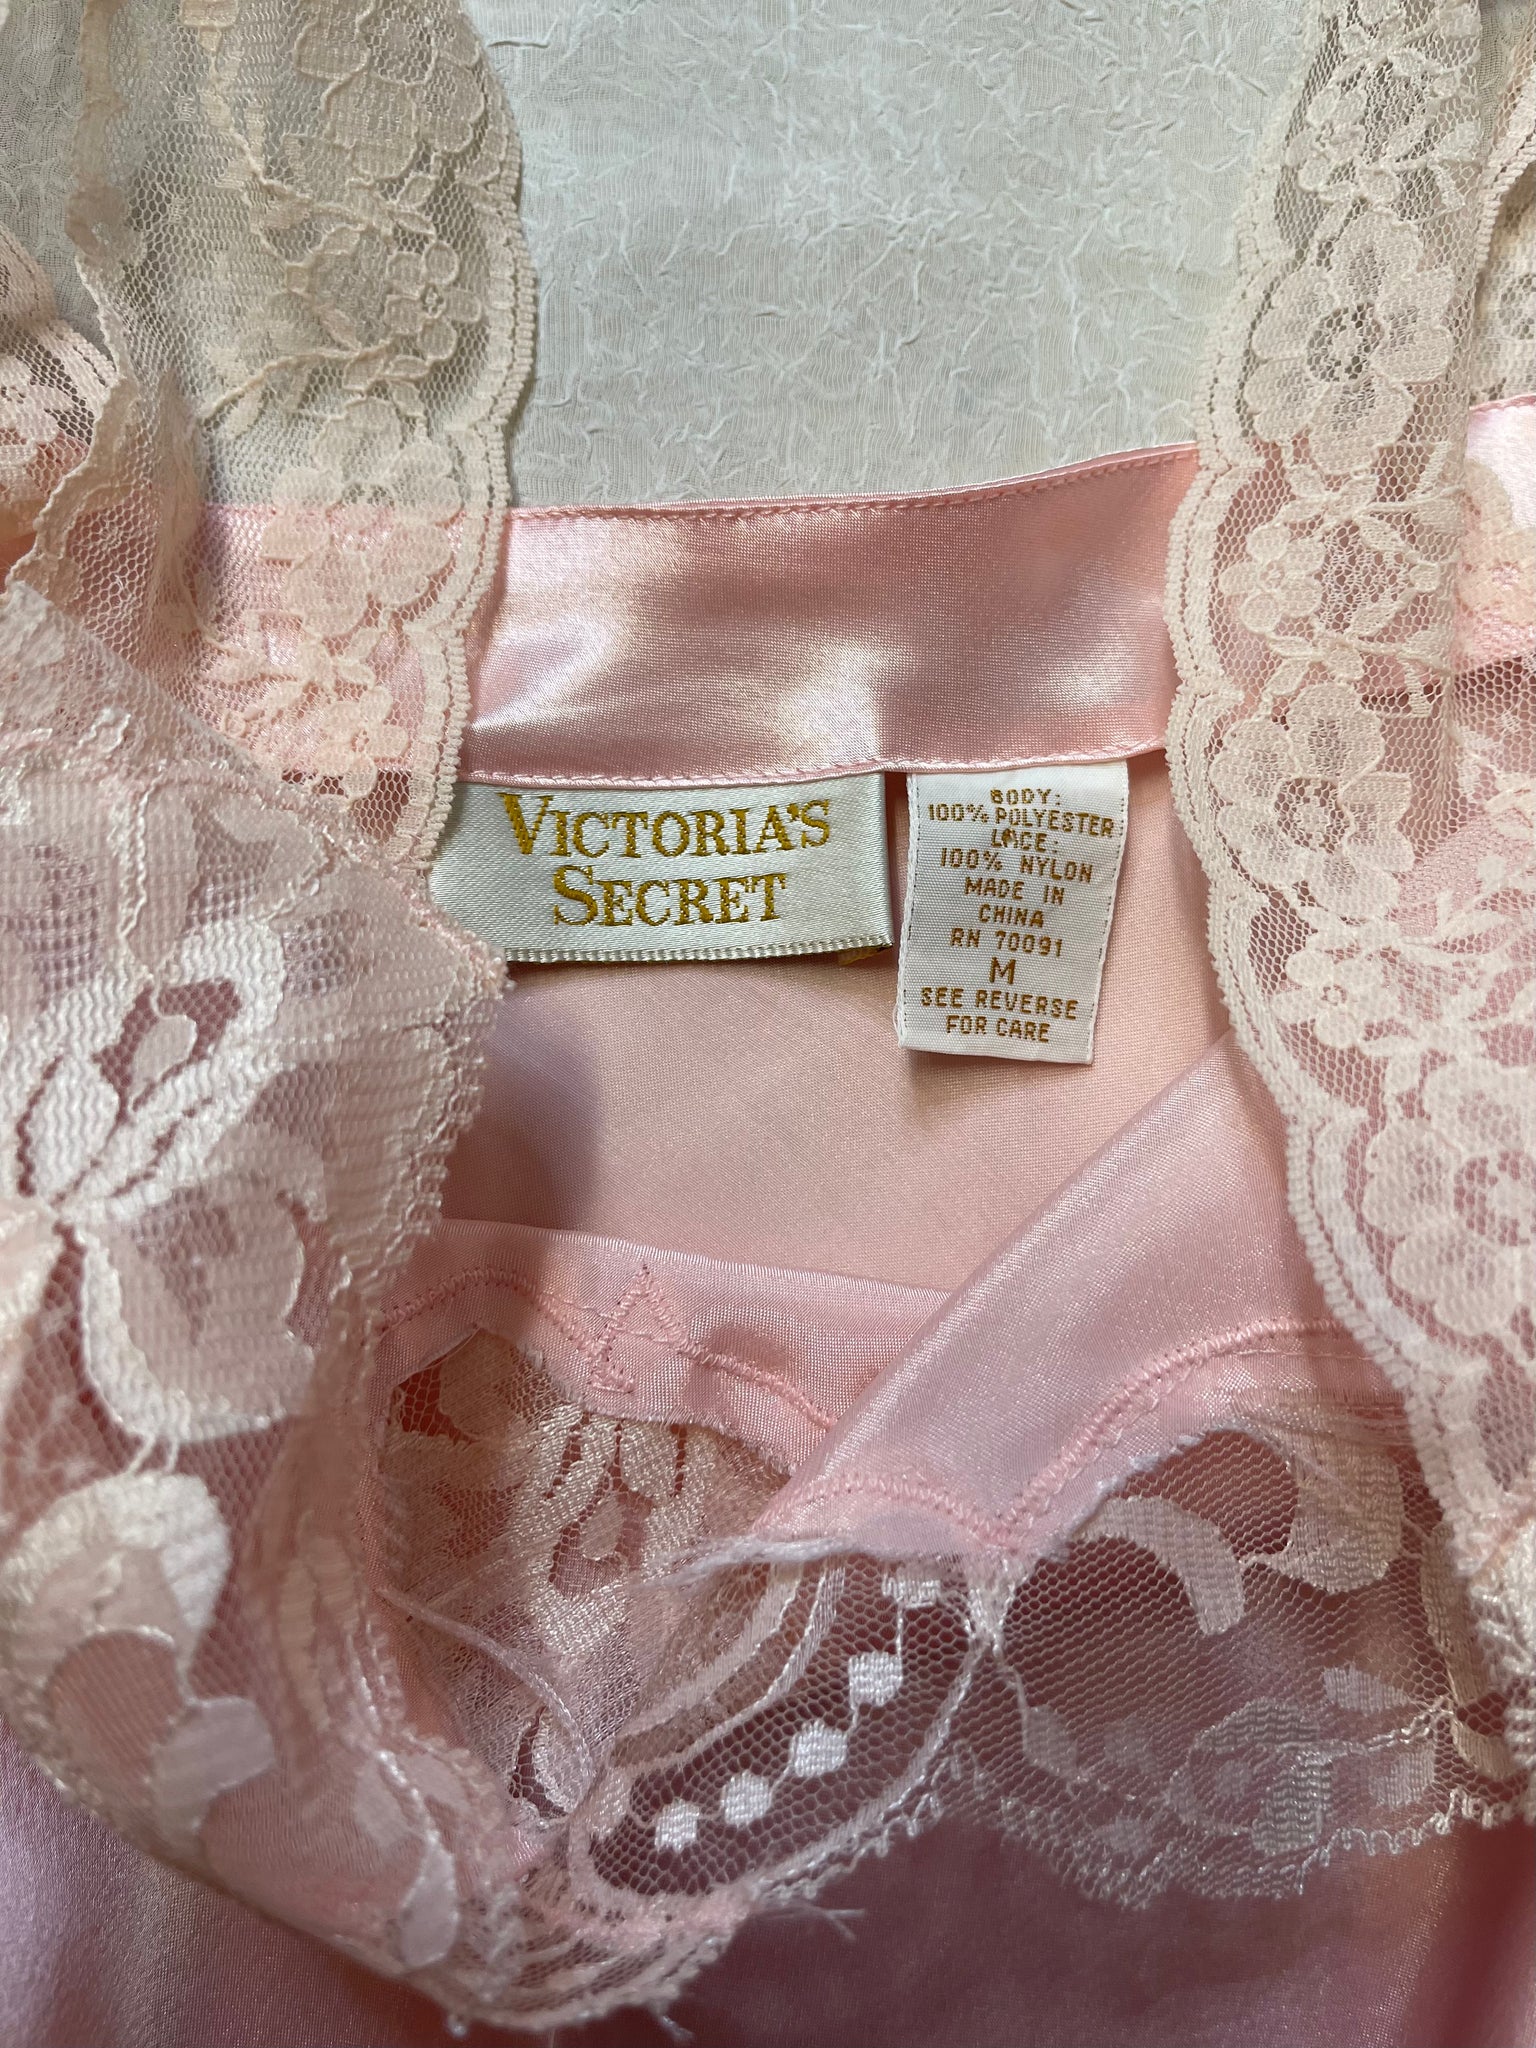 VICTORIA'S
SECRET
BODY:
100% POLYESTER
LACE:
100% NYLON
MADE IN
CHINA
RN 70091
M
SEE REVERSE
FOR CARE